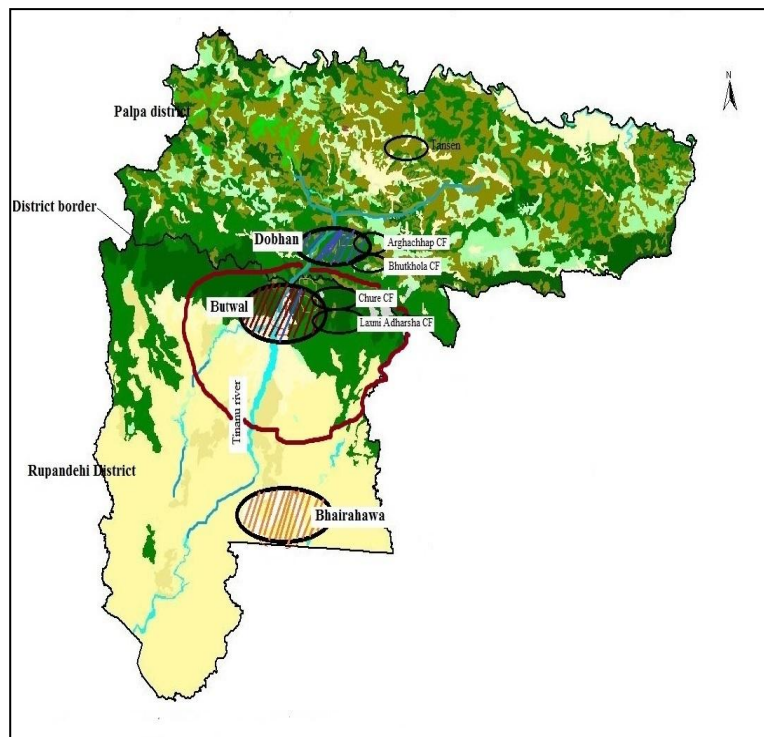 N
Palpa district
Tansen
District border
Dobhan
Arghachhap CF
Bhutkhola CF
Butwal
Chure CF
Laxmi Adharsha CF
Tinanu river
Rupandehi District
Bhairahawa